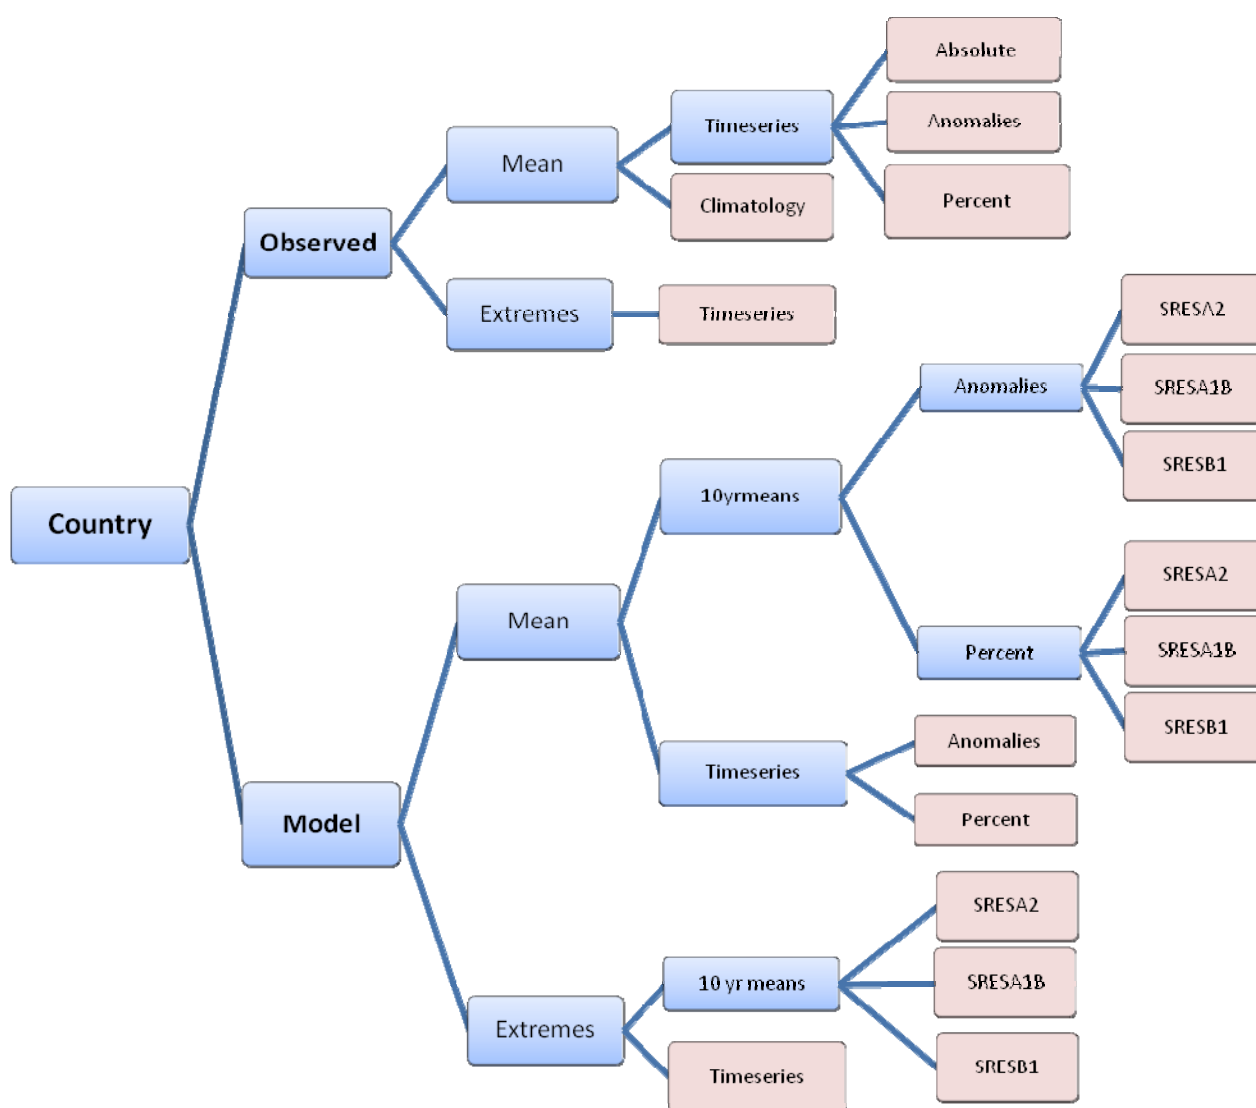 Country
Observed
Mean
Timeseries
Absolute
Anomalies
Percent
Climatology
Extremes
Timeseries
Model
Mean
10yrmeans
Anomalies
SRESA2
SRESA1B
SRESB1
Percent
SRESA2
SRESA1B
SRESB1
Timeseries
Anomalies
Percent
Extremes
10 yr means
SRESA2
SRESA1B
SRESB1
Timeseries